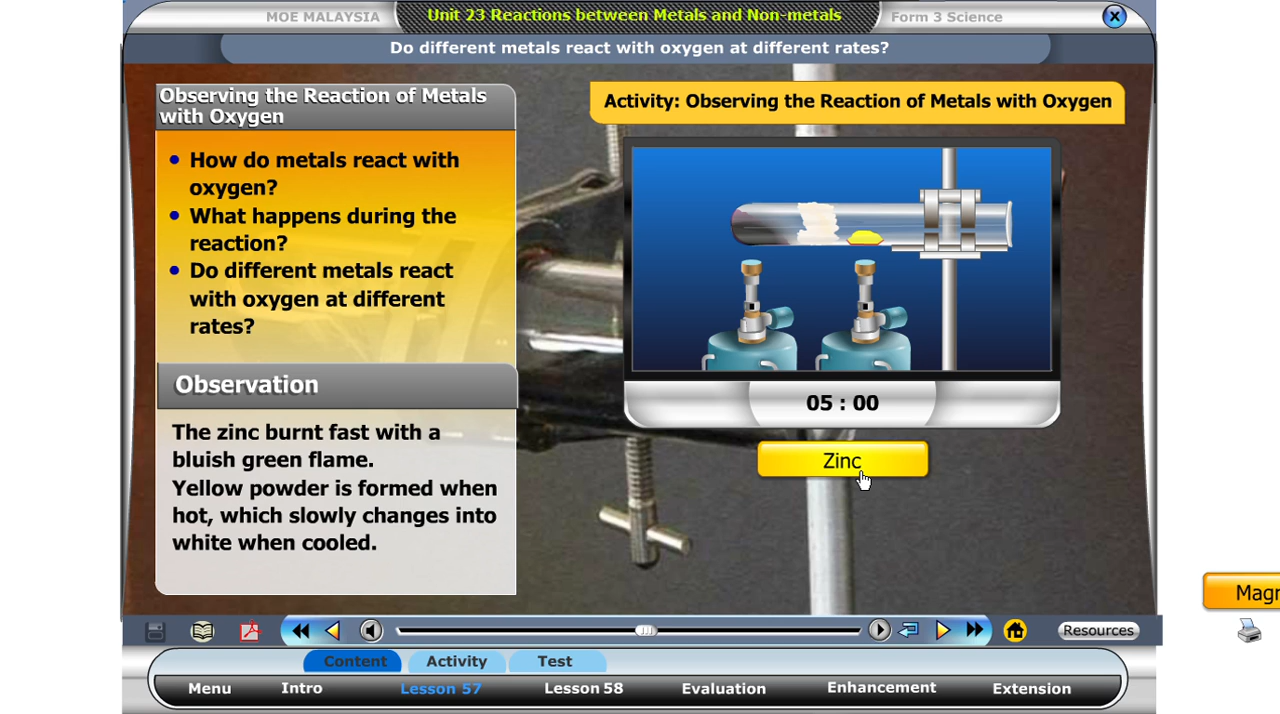 MOE MALAYSIA
Unit 23 Reactions between Metals and Non-metals
Form 3 Science
Do different metals react with oxygen at different rates?
Observing the Reaction of Metals
with Oxygen
• How do metals react with
oxygen?
• What happens during the
reaction?
• Do different metals react
with oxygen at different
rates?
Observation
The zinc burnt fast with a
bluish green flame.
Yellow powder is formed when
hot, which slowly changes into
white when cooled.
Activity: Observing the Reaction of Metals with Oxygen
05 : 00
Zinc
Magn
Resources
Content
Activity
Test
Menu
Intro
Lesson 57
Lesson 58
Evaluation
Enhancement
Extension